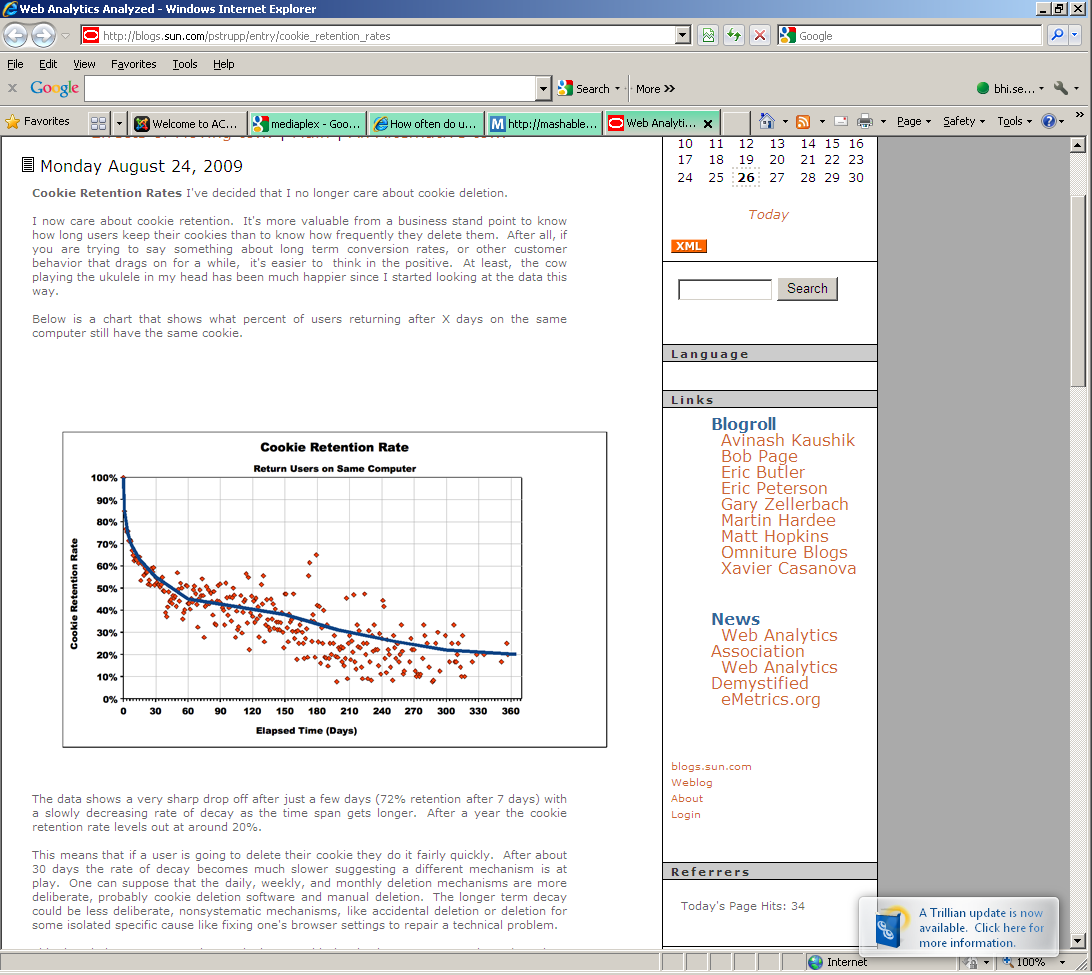 Web Analytics Analyzed - Windows Internet Explorer
http://blogs.sun.com/pstrupp/entry/cookie_retention_rates
Google
File Edit View Favorites Tools Help
x Google Search More >> bhi.se...
Favorites Welcome to AC... mediaplex - Goo... How often do u... http://mashable... Web Analyti... x Page Safety Tools
Monday August 24, 2009
Cookie Retention Rates I've decided that I no longer care about cookie deletion.
I now care about cookie retention. It's more valuable from a business stand point to know
how long users keep their cookies than to know how frequently they delete them. After all, if
you are trying to say something about long term conversion rates, or other customer
behavior that drags on for a while, it's easier to think in the positive. At least, the cow
playing the ukulele in my head has been much happier since I started looking at the data this
way.
Below is a chart that shows what percent of users returning after X days on the same
computer still have the same cookie.
Cookie Retention Rate
Return Users on Same Computer
Cookie Retention Rate
100%
90%
80%
70%
60%
50%
40%
30%
20%
10%
0%
0 30 60 90 120 150 180 210 240 270 300 330 360
Elapsed Time (Days)
The data shows a very sharp drop off after just a few days (72% retention after 7 days) with
a slowly decreasing rate of decay as the time span gets longer. After a year the cookie
retention rate levels out at around 20%.
This means that if a user is going to delete their cookie they do it fairly quickly. After about
30 days the rate of decay becomes much slower suggesting a different mechanism is at
play. One can suppose that the daily, weekly, and monthly deletion mechanisms are more
deliberate, probably cookie deletion software and manual deletion. The longer term decay
could be less deliberate, nonsystematic mechanisms, like accidental deletion or deletion for
some isolated specific cause like fixing one's browser settings to repair a technical problem.
10 11 12 13 14 15 16
17 18 19 20 21 22 23
24 25 26 27 28 29 30
Today
XML
Search
Language
Links
Blogroll
Avinash Kaushik
Bob Page
Eric Butler
Eric Peterson
Gary Zellerbach
Martin Hardee
Matt Hopkins
Omniture Blogs
Xavier Casanova
News
Web Analytics
Association
Web Analytics
Demystified
eMetrics.org
blogs.sun.com
Weblog
About
Login
Referrers
Today's Page Hits: 34
A Trillian update is now
available. Click here for
more information.
Internet 100%